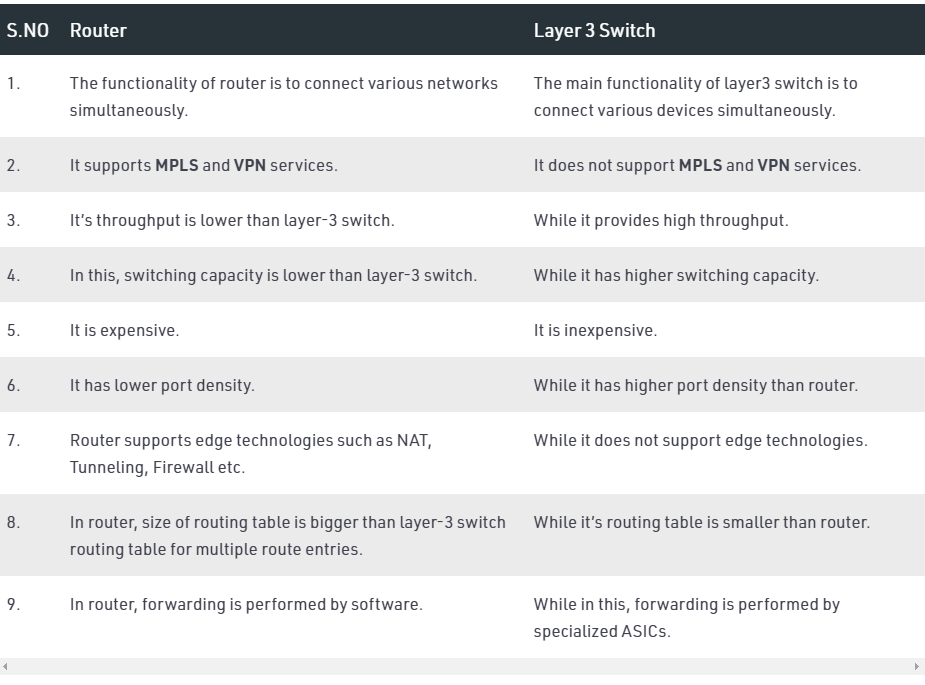 S.NO Router Layer 3 Switch
1. The functionality of router is to connect various networks The main functionality of layer3 switch is to
simultaneously. connect various devices simultaneously.
2. It supports MPLS and VPN services. It does not support MPLS and VPN services.
3. It’s throughput is lower than layer-3 switch. While it provides high throughput.
4. In this, switching capacity is lower than layer-3 switch. While it has higher switching capacity.
5. It is expensive. It is inexpensive.
6. It has lower port density. While it has higher port density than router.
7. Router supports edge technologies such as NAT, While it does not support edge technologies.
Tunneling, Firewall etc.
8. In router, size of routing table is bigger than layer-3 switch While it’s routing table is smaller than router.
routing table for multiple route entries.
9. In router, forwarding is performed by software. While in this, forwarding is performed by
specialized ASICs.